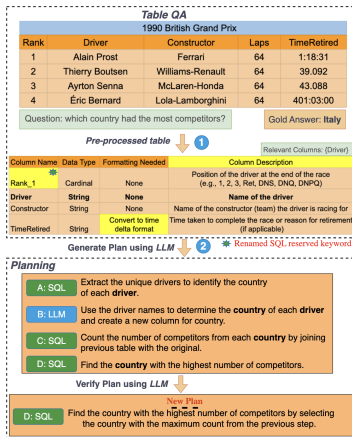 Table QA
1990 British Grand Prix
Rank Driver Constructor Laps TimeRetired
1 Alain Prost Ferrari 64 1:18:31
2 Thierry Boutsen Williams-Renault 64 39.092
3 Ayrton Senna McLaren-Honda 64 43.088
4 Éric Bernard Lola-Lamborghini 64 401:03:00
Question: which country had the most competitors?
Gold Answer: Italy
Pre-processed table 1
Relevant Columns: {Driver}
Column Name Data Type Formatting Needed Column Description
Rank_1 Cardinal None Position of the driver at the end of the race
(e.g., 1, 2, 3, Ret, DNS, DNQ, DNPQ)
Driver String None Name of the driver
Constructor String None Name of the constructor (team) the driver is racing for
TimeRetired String Convert to time
delta format
Time taken to complete the race or reason for retirement
(if applicable)
Generate Plan using LLM 2 Renamed SQL reserved keyword
Planning
A: SQL Extract the unique drivers to identify the country
of each driver.
B: LLM Use the driver names to determine the country of each driver
and create a new column for country.
C: SQL Count the number of competitors from each country by joining
previous table with the original.
D: SQL Find the country with the highest number of competitors.
Verify Plan using LLM
New Plan
D: SQL Find the country with the highest number of competitors by selecting
the country with the maximum count from the previous step.